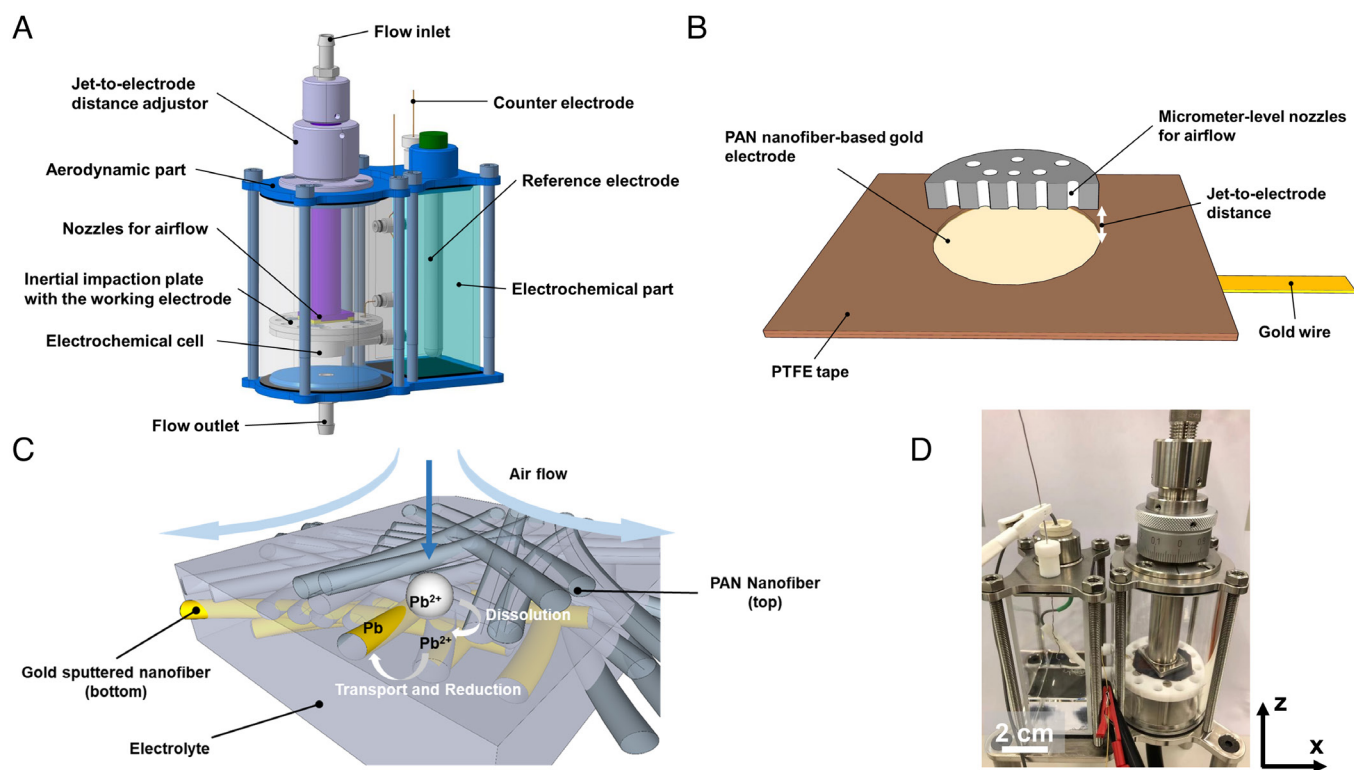 A
Flow inlet
Jet-to-electrode
distance adjustor
Counter electrode
Aerodynamic part
Reference electrode
Nozzles for airflow
Inertial impaction plate
with the working electrode
Electrochemical part
Electrochemical cell
Flow outlet
B
Micrometer-level nozzles
for airflow
PAN nanofiber-based gold
electrode
Jet-to-electrode
distance
Gold wire
PTFE tape
C
Air flow
PAN Nanofiber
(top)
Pb2+
Dissolution
Pb
Pb2+
Transport and Reduction
Gold sputtered nanofiber
(bottom)
Electrolyte
D
01 0
2 cm
z
x